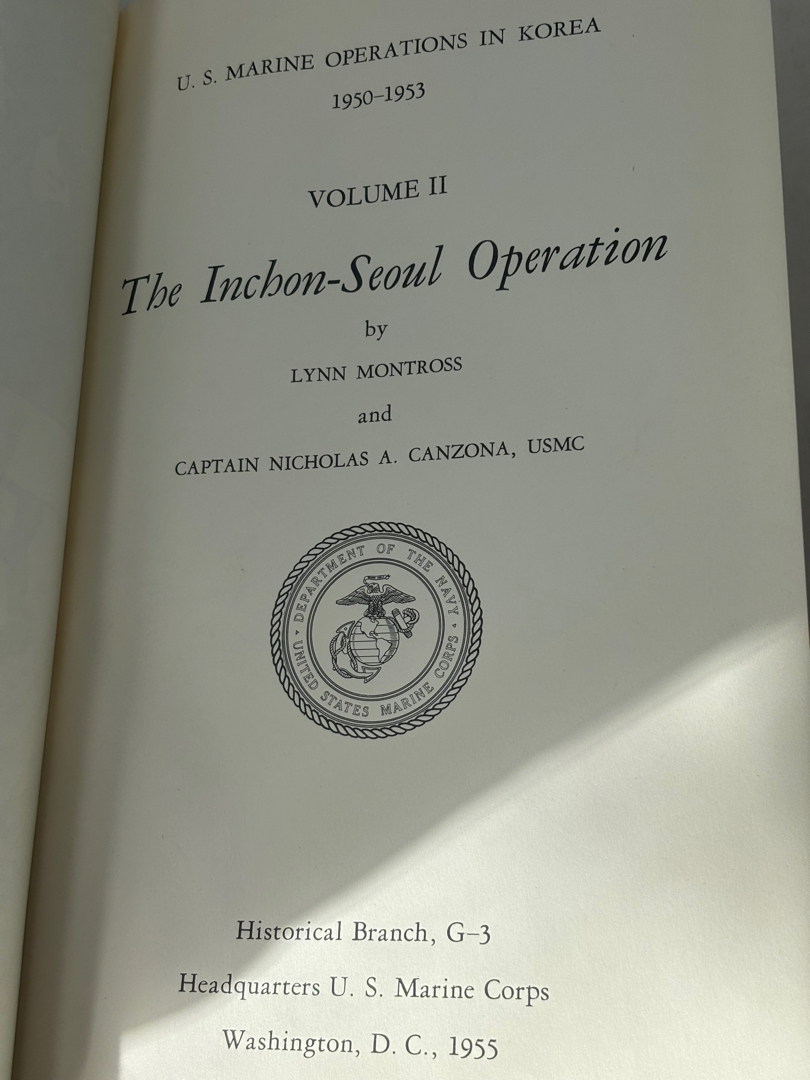 U. S. MARINE OPERATIONS IN KOREA
1950–1953
VOLUME II
The Inchon-Seoul Operation
by
LYNN MONTROSS
and
CAPTAIN NICHOLAS A. CANZONA, USMC
DEPARTMENT OF THE NAVY
UNITED STATES MARINE CORPS
Historical Branch, G–3
Headquarters U. S. Marine Corps
Washington, D. C., 1955